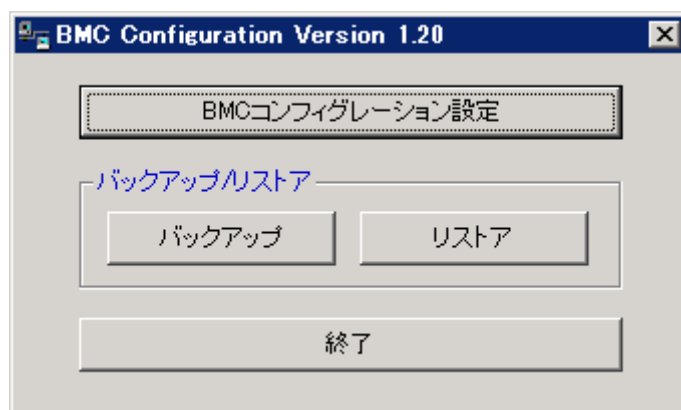 BMC Configuration Version 1.20
BMCコンフィグレーション設定
バックアップ/リストア
バックアップ
リストア
終了